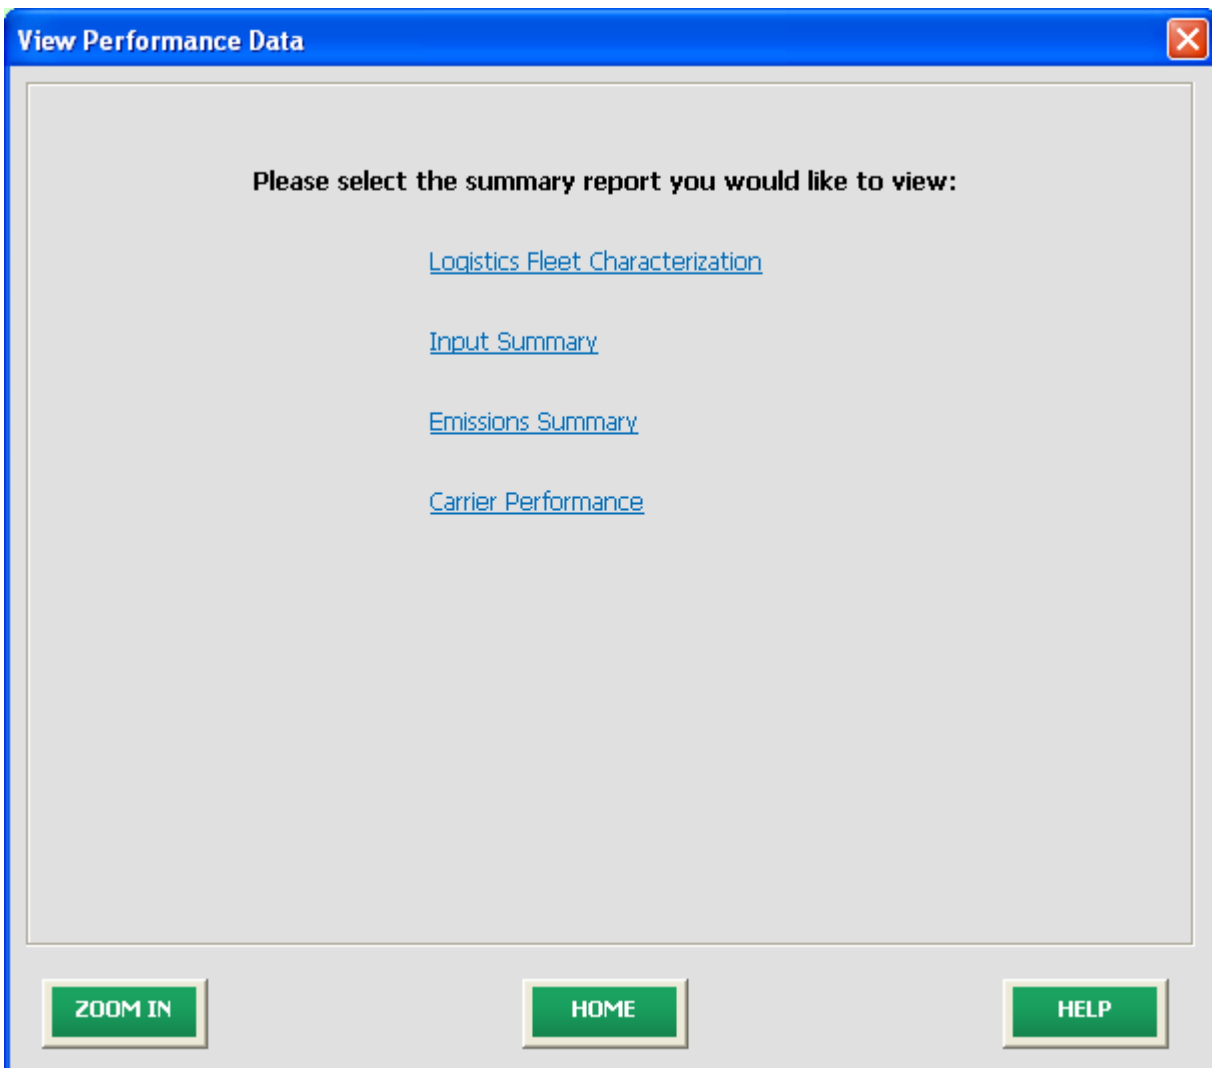 View Performance Data
Please select the summary report you would like to view:
Logistics Fleet Characterization
Input Summary
Emissions Summary
Carrier Performance
ZOOM IN
HOME
HELP